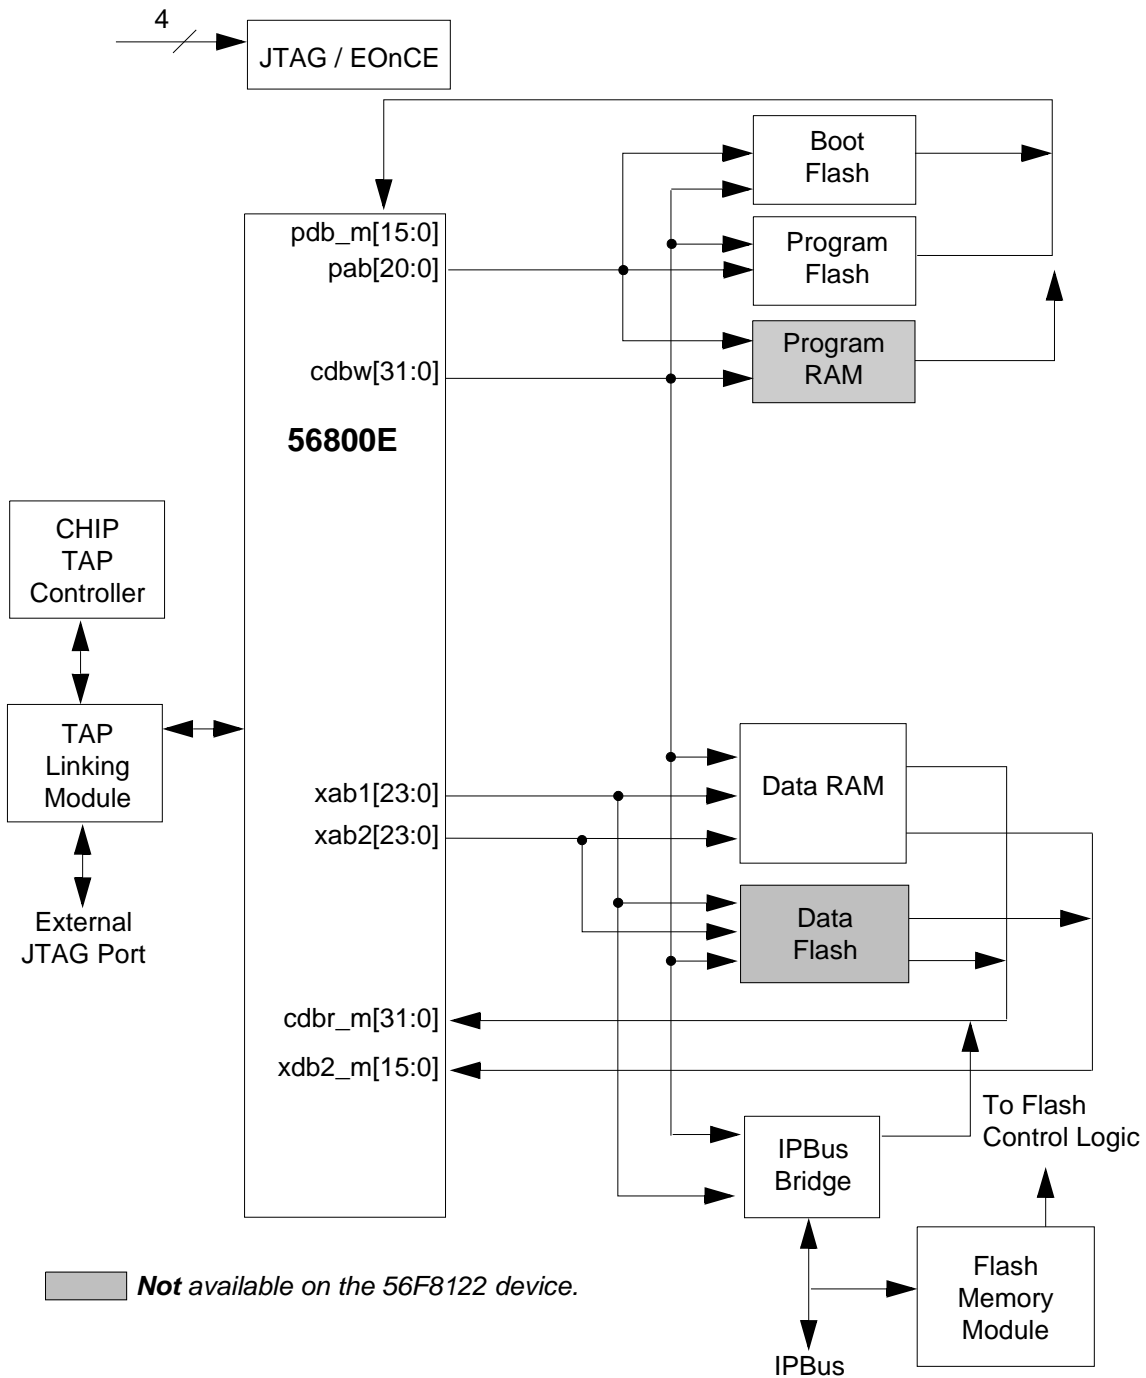 4
JTAG / EOnCE
Boot
Flash
pdb_m[15:0]
pab[20:0]
Program
Flash
cdbw[31:0]
Program
RAM
56800E
CHIP
TAP
Controller
TAP
Linking
Module
External
JTAG Port
xab1[23:0]
xab2[23:0]
Data RAM
Data
Flash
cdbr_m[31:0]
xdb2_m[15:0]
To Flash
Control Logic
IPBus
Bridge
Flash
Memory
Module
IPBus
Not available on the 56F8122 device.